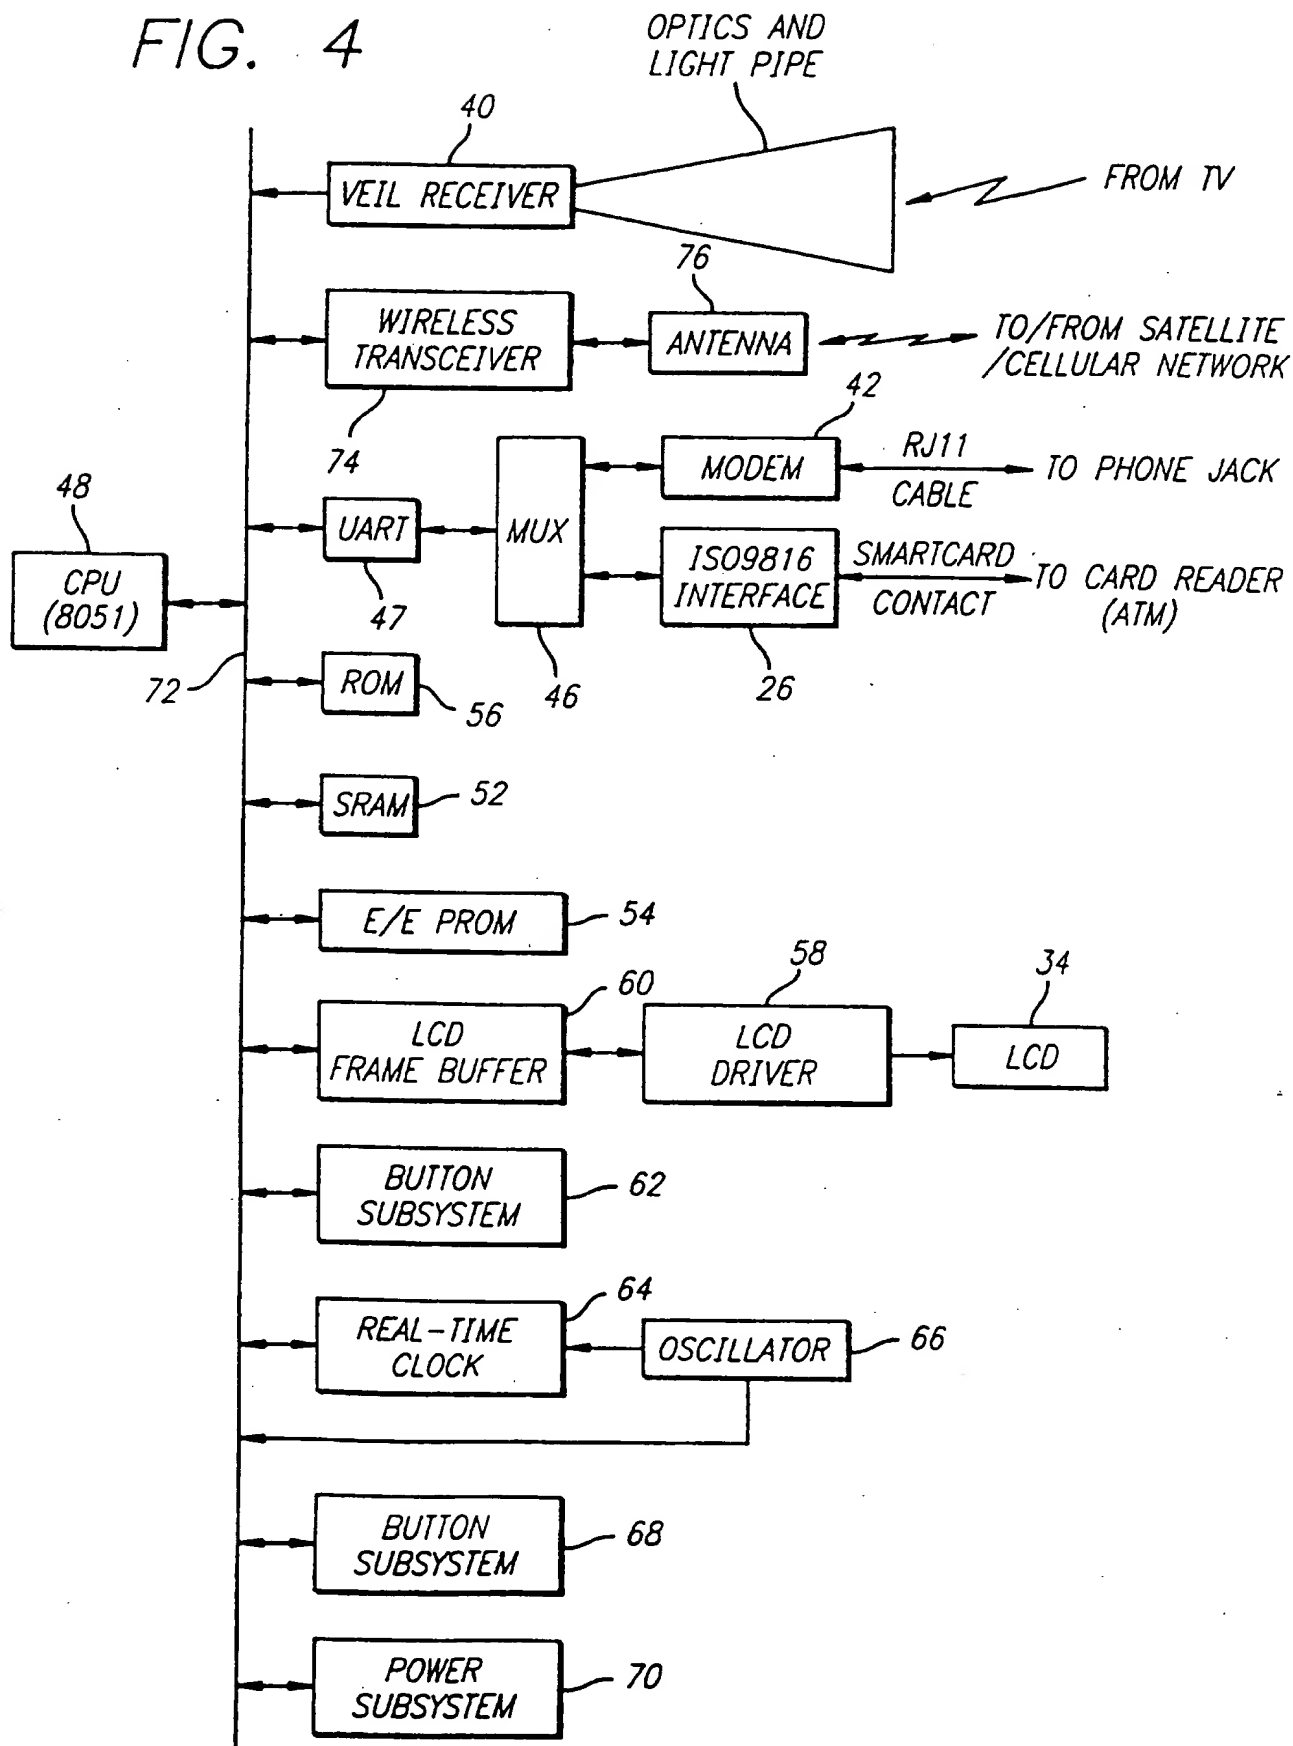 FIG. 4
OPTICS AND
LIGHT PIPE
40
VEIL RECEIVER
FROM TV
76
WIRELESS
TRANSCEIVER
ANTENNA
TO/FROM SATELLITE
/CELLULAR NETWORK
74
42
MODEM
RJ11
CABLE
TO PHONE JACK
48
CPU
(8051)
UART
47
MUX
46
ISO9816
INTERFACE
SMARTCARD
CONTACT
TO CARD READER
(ATM)
26
72
ROM
56
SRAM
52
E/E PROM
54
60
LCD
FRAME BUFFER
58
LCD
DRIVER
34
LCD
BUTTON
SUBSYSTEM
62
64
REAL-TIME
CLOCK
OSCILLATOR
66
BUTTON
SUBSYSTEM
68
POWER
SUBSYSTEM
70